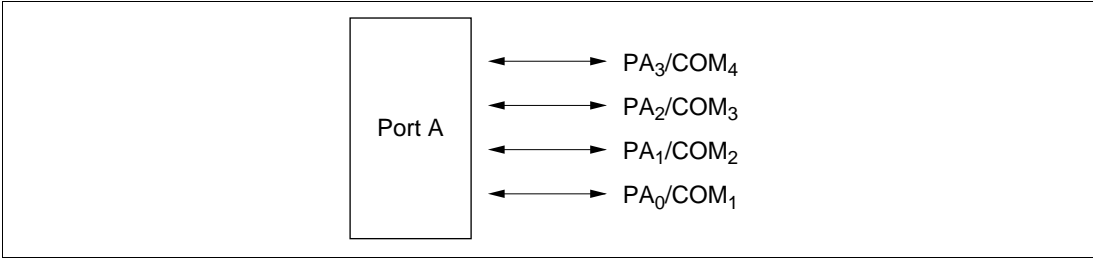 PA₃/COM₄
PA₂/COM₃
Port A
PA₁/COM₂
PA₀/COM₁